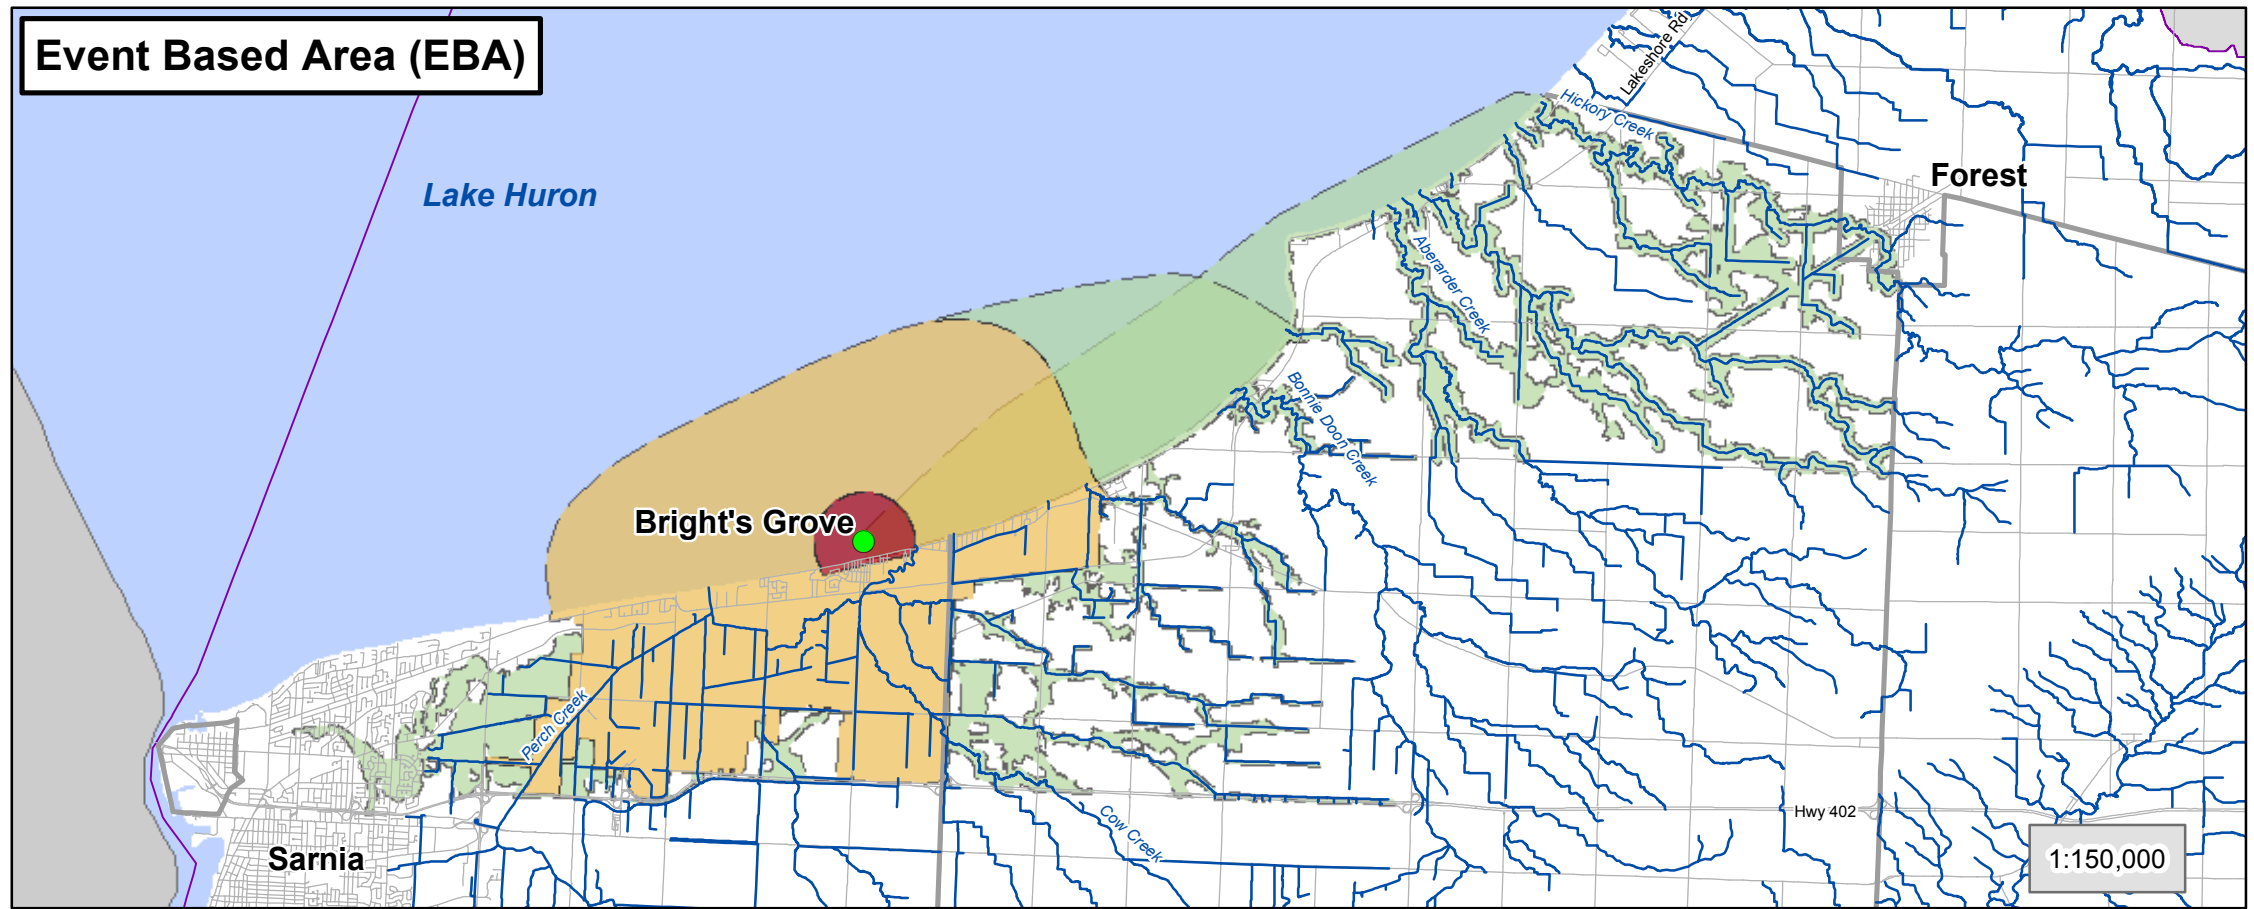 Event Based Area (EBA)
Lakeshore Rd
Hickory Creek
Forest
Lake Huron
Aberarder Creek
Bonnie Doon Creek
Bright's Grove
Perch Creek
Hwy 402
Cow Creek
Sarnia
1:150,000